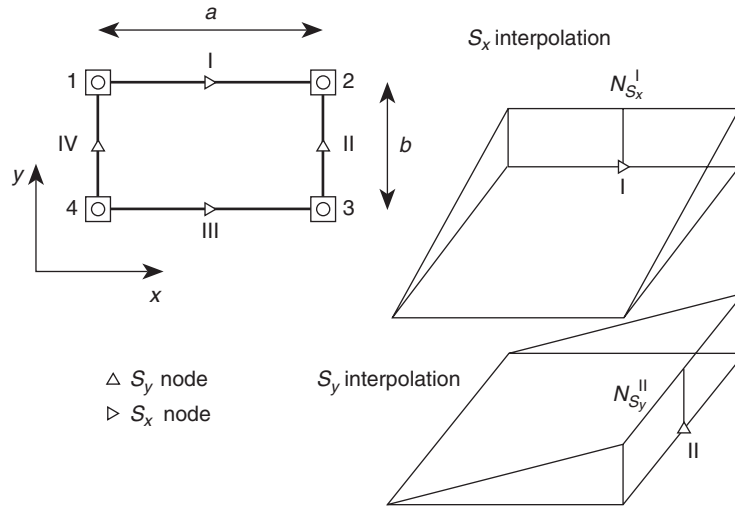 a
I
1
2
IV
II
b
y
4
3
III
x
S_x interpolation
N_{S_x}^I
I
△ S_y node
▷ S_x node
S_y interpolation
N_{S_y}^{II}
II